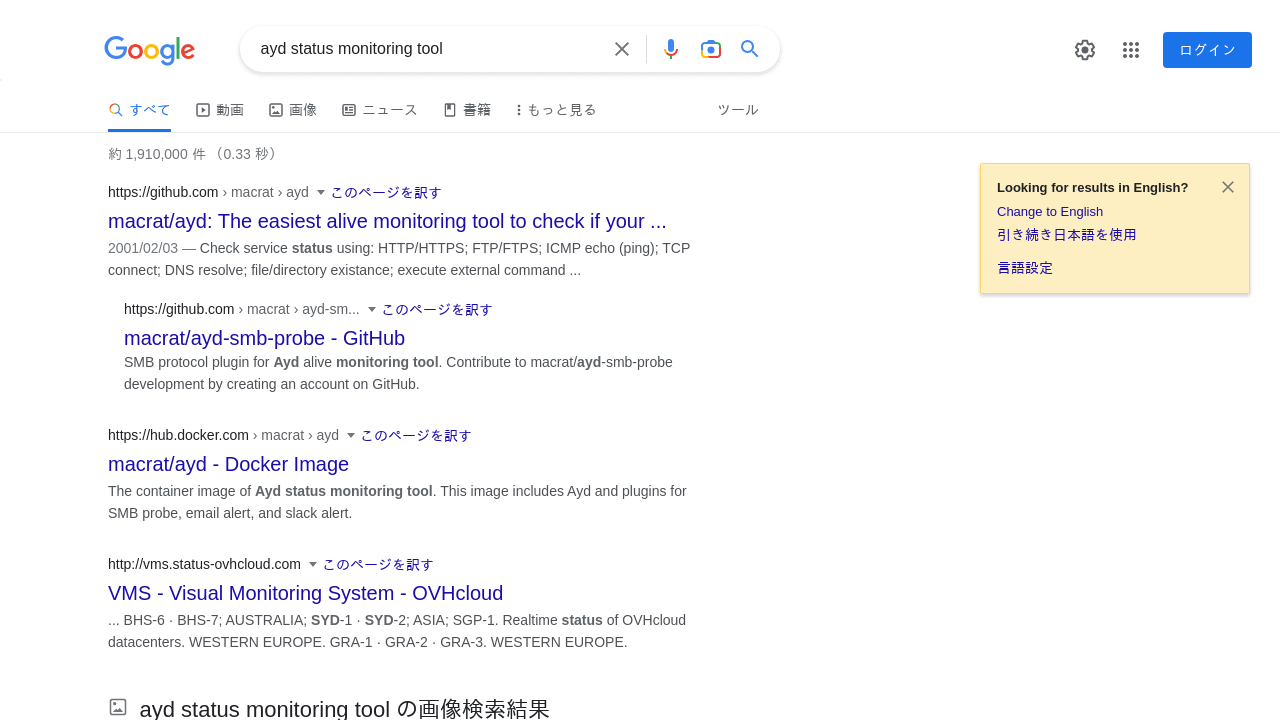 Google
ayd status monitoring tool
ログイン
すべて 動画 画像 ニュース 書籍 もっと見る ツール
約 1,910,000 件 （0.33 秒）
https://github.com › macrat › ayd このページを訳す
macrat/ayd: The easiest alive monitoring tool to check if your ...
2001/02/03 — Check service status using: HTTP/HTTPS; FTP/FTPS; ICMP echo (ping); TCP
connect; DNS resolve; file/directory existance; execute external command ...
https://github.com › macrat › ayd-sm... このページを訳す
macrat/ayd-smb-probe - GitHub
SMB protocol plugin for Ayd alive monitoring tool. Contribute to macrat/ayd-smb-probe
development by creating an account on GitHub.
https://hub.docker.com › macrat › ayd このページを訳す
macrat/ayd - Docker Image
The container image of Ayd status monitoring tool. This image includes Ayd and plugins for
SMB probe, email alert, and slack alert.
http://vms.status-ovhcloud.com このページを訳す
VMS - Visual Monitoring System - OVHcloud
... BHS-6 · BHS-7; AUSTRALIA; SYD-1 · SYD-2; ASIA; SGP-1. Realtime status of OVHcloud
datacenters. WESTERN EUROPE. GRA-1 · GRA-2 · GRA-3. WESTERN EUROPE.
ayd status monitoring tool の画像検索結果
Looking for results in English?
Change to English
引き続き日本語を使用
言語設定